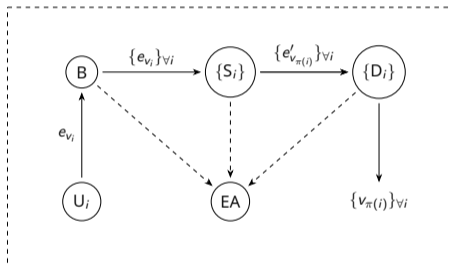 {e_{v_i}}_{∀i} {e'_{v_{π(i)}}}_{∀i}
B {S_i} {D_i}
e_{v_i}
U_i EA {v_{π(i)}}_{∀i}